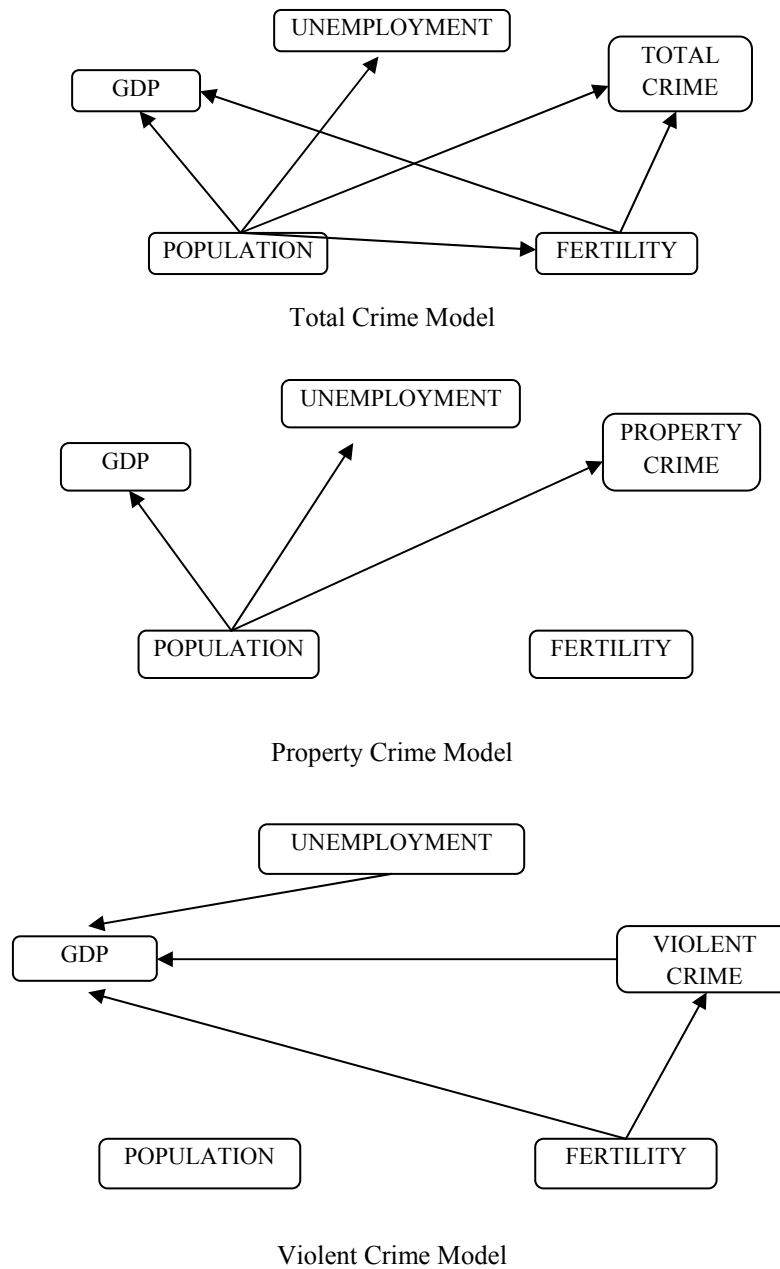 UNEMPLOYMENT
TOTAL
CRIME
GDP
POPULATION
FERTILITY
Total Crime Model
UNEMPLOYMENT
PROPERTY
CRIME
GDP
POPULATION
FERTILITY
Property Crime Model
UNEMPLOYMENT
GDP
VIOLENT
CRIME
POPULATION
FERTILITY
Violent Crime Model